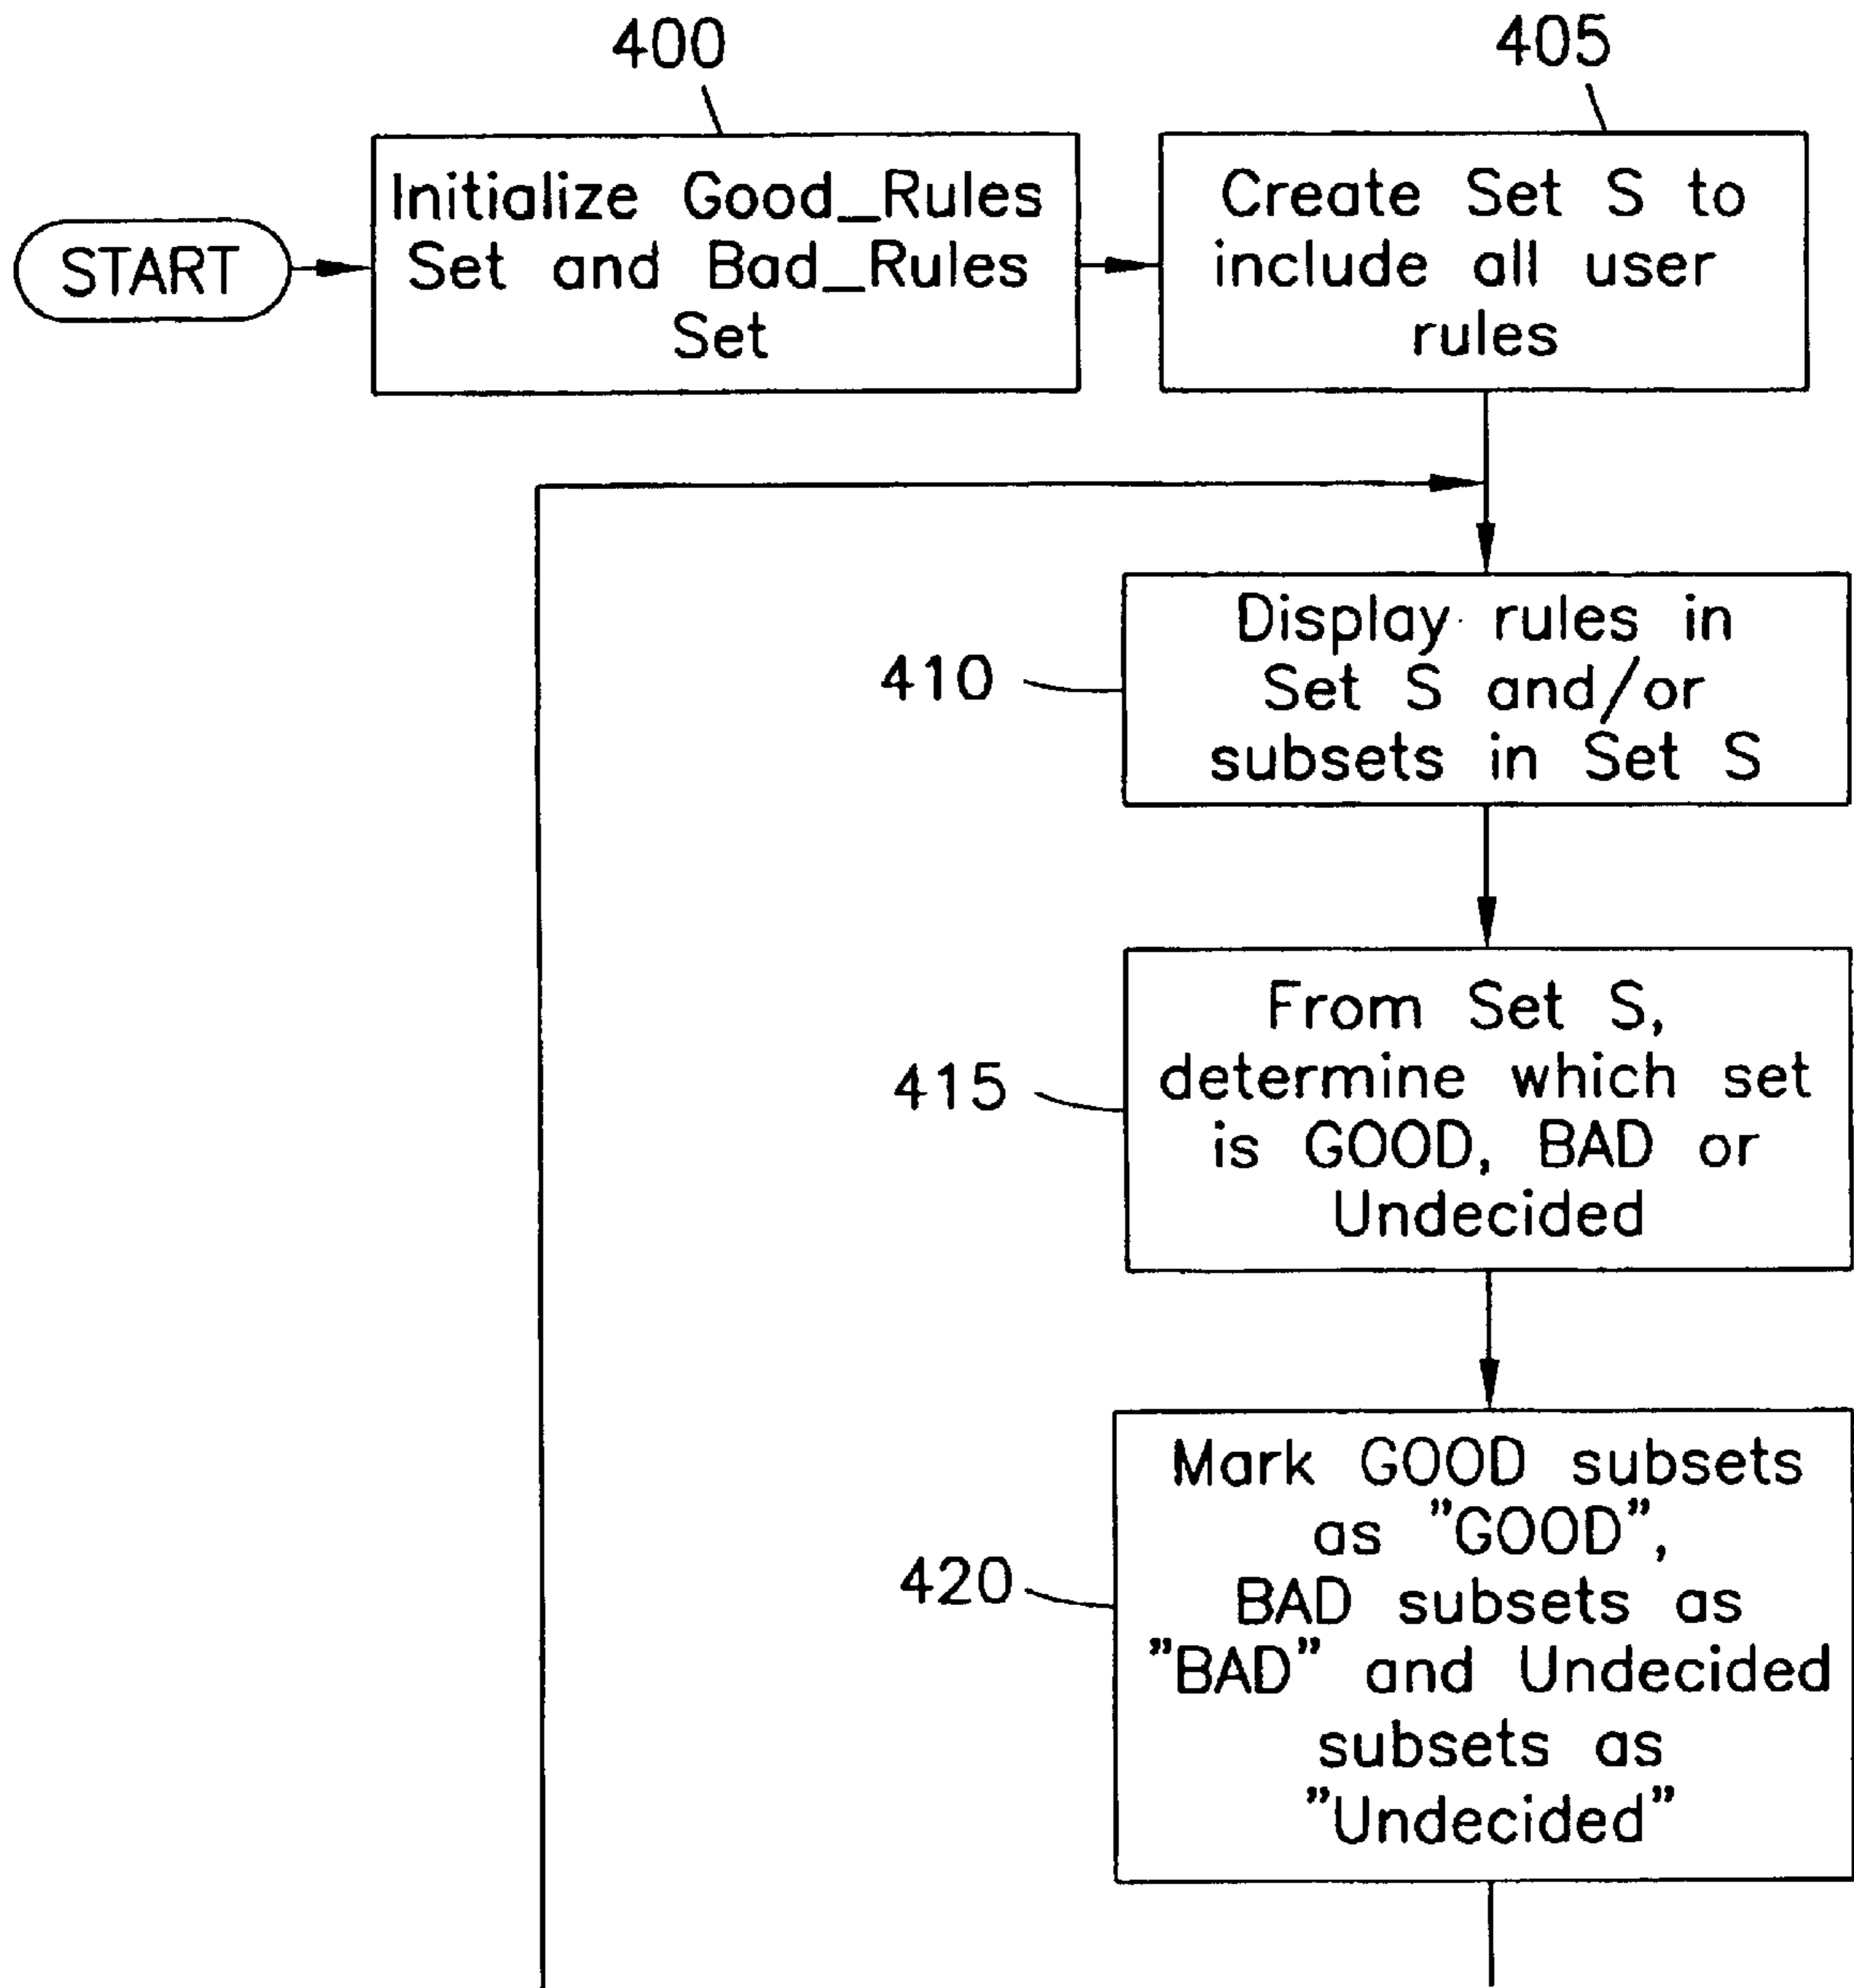 400
405
START
Initialize Good_Rules
Set and Bad_Rules
Set
Create Set S to
include all user
rules
410
Display rules in
Set S and/or
subsets in Set S
415
From Set S,
determine which set
is GOOD, BAD or
Undecided
420
Mark GOOD subsets
as "GOOD",
BAD subsets as
"BAD" and Undecided
subsets as
"Undecided"